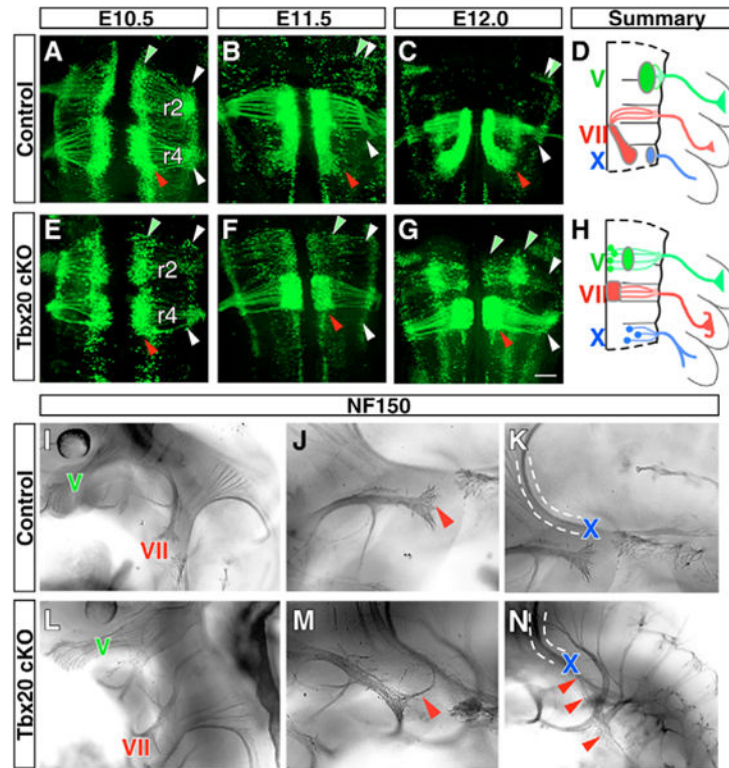 E10.5 E11.5 E12.0 Summary
Control
A B C D
r2
r4
V
VII
X
Tbx20 cKO
E F G H
r2
r4
V
VII
X
NF150
Control
I J K
V
VII
X
Tbx20 cKO
L M N
V
VII
X